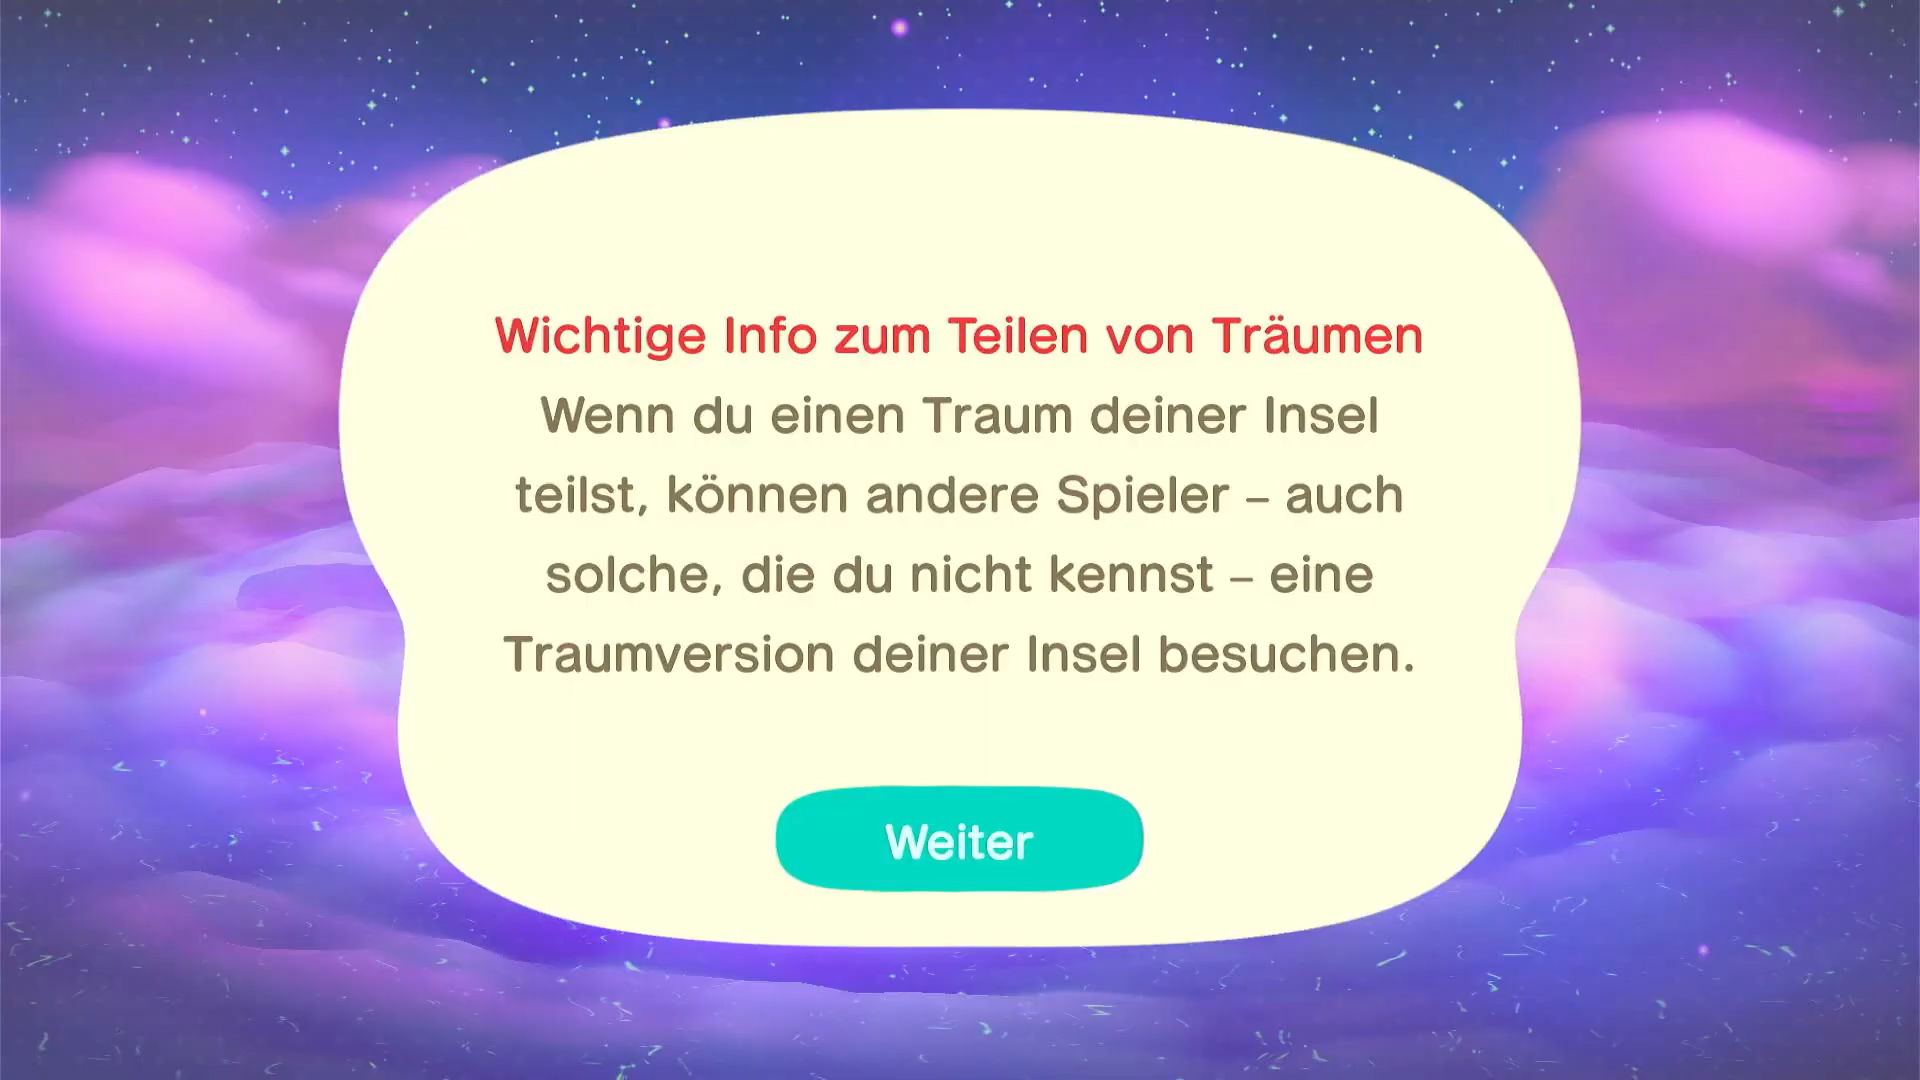 Wichtige Info zum Teilen von Träumen
Wenn du einen Traum deiner Insel
teilst, können andere Spieler – auch
solche, die du nicht kennst – eine
Traumversion deiner Insel besuchen.
Weiter